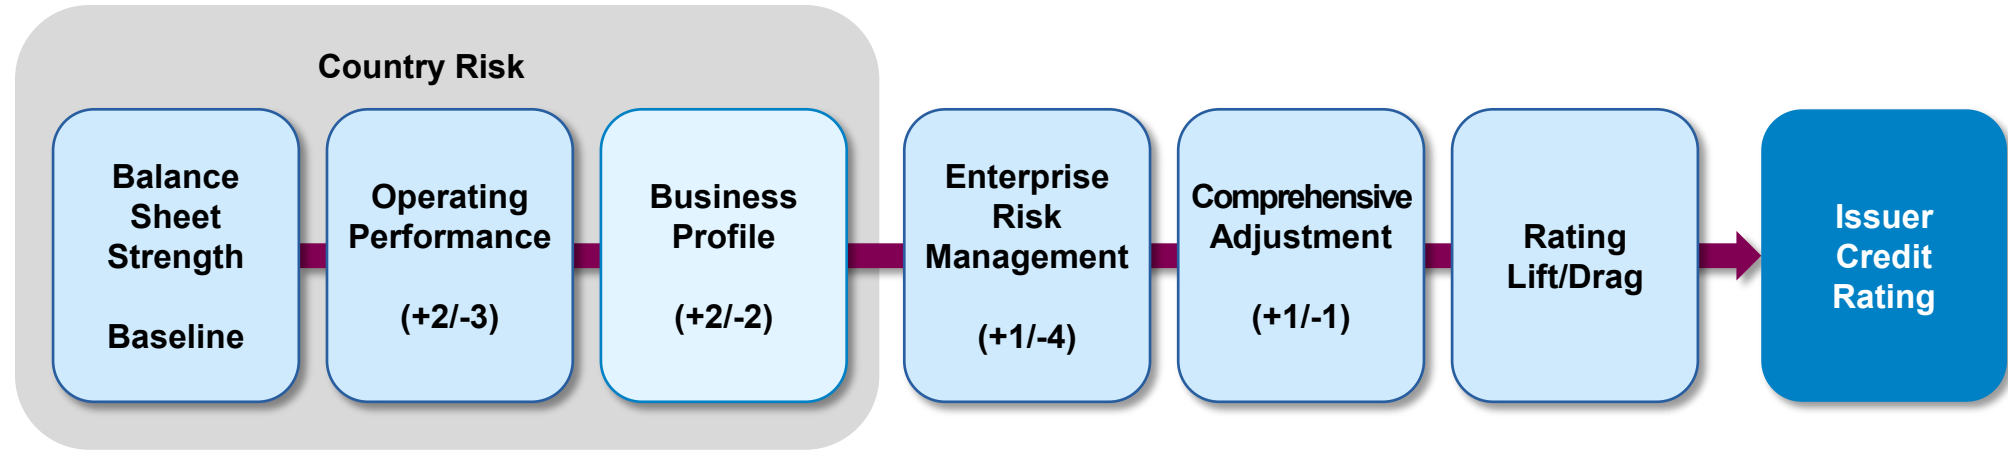 Country Risk
Balance
Sheet
Strength
Baseline
Operating
Performance
(+2/-3)
Business
Profile
(+2/-2)
Enterprise
Risk
Management
(+1/-4)
Comprehensive
Adjustment
(+1/-1)
Rating
Lift/Drag
Issuer
Credit
Rating